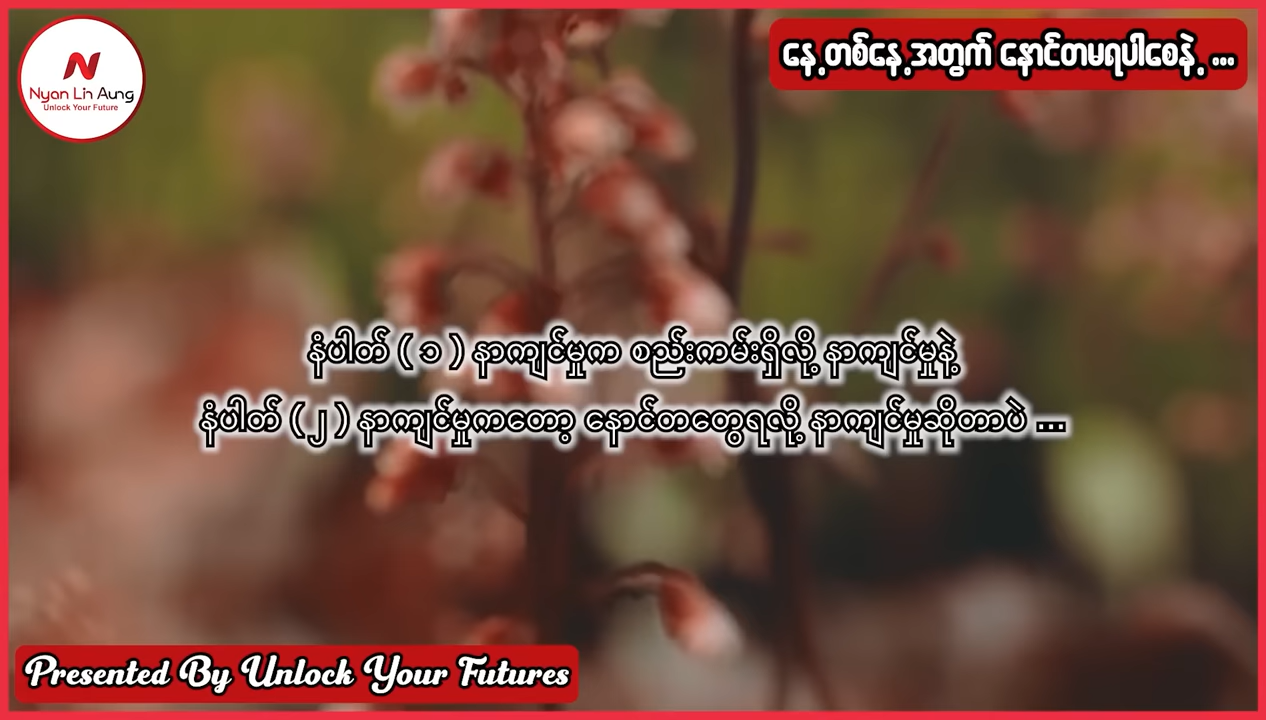 Nyan Lin Aung
Unlock Your Future
နေ့တစ်နေ့အတွက် နောင်တမရပါစေနဲ့ ...
နံပါတ် ( ၁ ) နာကျင်မှုက စည်းကမ်းရှိလို့ နာကျင်မှုနဲ့
နံပါတ် ( ၂ ) နာကျင်မှုကတော့ နောင်တတွေရလို့ နာကျင်မှုဆိုတာပဲ ...
Presented By Unlock Your Futures